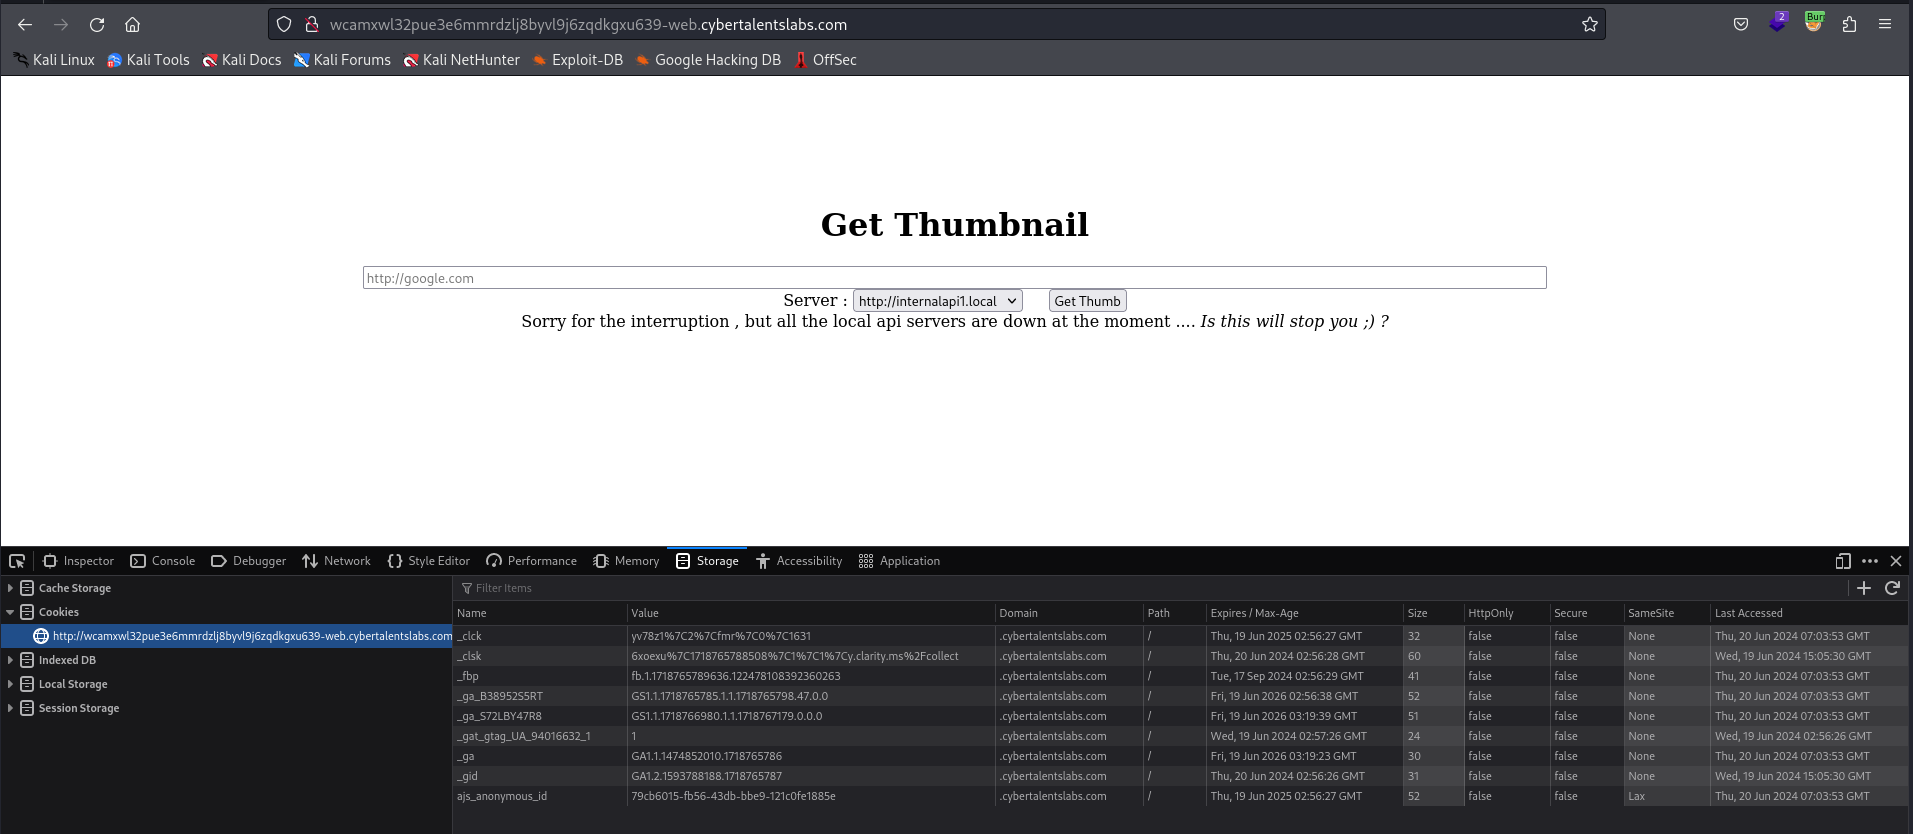 wcamxwl32pue3e6mmrdzlj8byvl9j6zqdkgxu639-web.cybertalentslabs.com
2
Kali Linux Kali Tools Kali Docs Kali Forums Kali NetHunter Exploit-DB Google Hacking DB OffSec
Get Thumbnail
http://google.com
Server : http://internalapi1.local Get Thumb
Sorry for the interruption , but all the local api servers are down at the moment .... Is this will stop you ;) ?
Inspector Console Debugger Network Style Editor Performance Memory Storage Accessibility Application
Cache Storage
Cookies
http://wcamxwl32pue3e6mmrdzlj8byvl9j6zqdkgxu639-web.cybertalentslabs.com
Indexed DB
Local Storage
Session Storage
Filter Items
Name Value Domain Path Expires / Max-Age Size HttpOnly Secure SameSite Last Accessed
_clck yv78z1%7C2%7Cfmr%7C0%7C1631 .cybertalentslabs.com / Thu, 19 Jun 2025 02:56:27 GMT 32 false false None Thu, 20 Jun 2024 07:03:53 GMT
_clsk 6xoexu%7C1718765788508%7C1%7C1%7Cy.clarity.ms%2Fcollect .cybertalentslabs.com / Thu, 20 Jun 2024 02:56:28 GMT 60 false false None Wed, 19 Jun 2024 15:05:30 GMT
_fbp fb.1.1718765789636.122478108392360263 .cybertalentslabs.com / Tue, 17 Sep 2024 02:56:29 GMT 41 false false None Thu, 20 Jun 2024 07:03:53 GMT
_ga_B38952S5RT GS1.1.1718765785.1.1.1718765798.47.0.0 .cybertalentslabs.com / Fri, 19 Jun 2026 02:56:38 GMT 52 false false None Thu, 20 Jun 2024 07:03:53 GMT
_ga_S72LBY47R8 GS1.1.1718766980.1.1.1718767179.0.0.0 .cybertalentslabs.com / Fri, 19 Jun 2026 03:19:39 GMT 51 false false None Thu, 20 Jun 2024 07:03:53 GMT
_gat_gtag_UA_94016632_1 1 .cybertalentslabs.com / Wed, 19 Jun 2024 02:57:26 GMT 24 false false None Wed, 19 Jun 2024 02:56:26 GMT
_ga GA1.1.1474852010.1718765786 .cybertalentslabs.com / Fri, 19 Jun 2026 03:19:23 GMT 30 false false None Thu, 20 Jun 2024 07:03:53 GMT
_gid GA1.2.1593788188.1718765787 .cybertalentslabs.com / Thu, 20 Jun 2024 02:56:26 GMT 31 false false None Wed, 19 Jun 2024 15:05:30 GMT
ajs_anonymous_id 79cb6015-fb56-43db-bbe9-121c0fe1885e .cybertalentslabs.com / Thu, 19 Jun 2025 02:56:27 GMT 52 false false Lax Thu, 20 Jun 2024 07:03:53 GMT